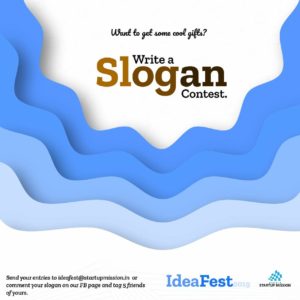 Want to get some cool gifts?
Write a
Slogan
Contest.
Send your entries to ideafest@startupmission.in or
comment your slogan on our FB page and tag 5 friends
of yours.
IdeaFest2019
STARTUP MISSION